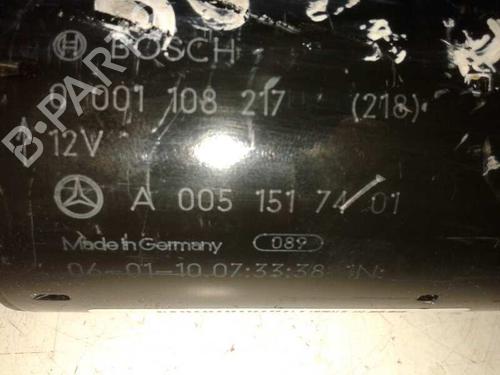 BOSCH
0 001 108 217 (218)
12V
A 005 151 74 01
Made in Germany 089
06-01-10 07:33:38
B-PARTS